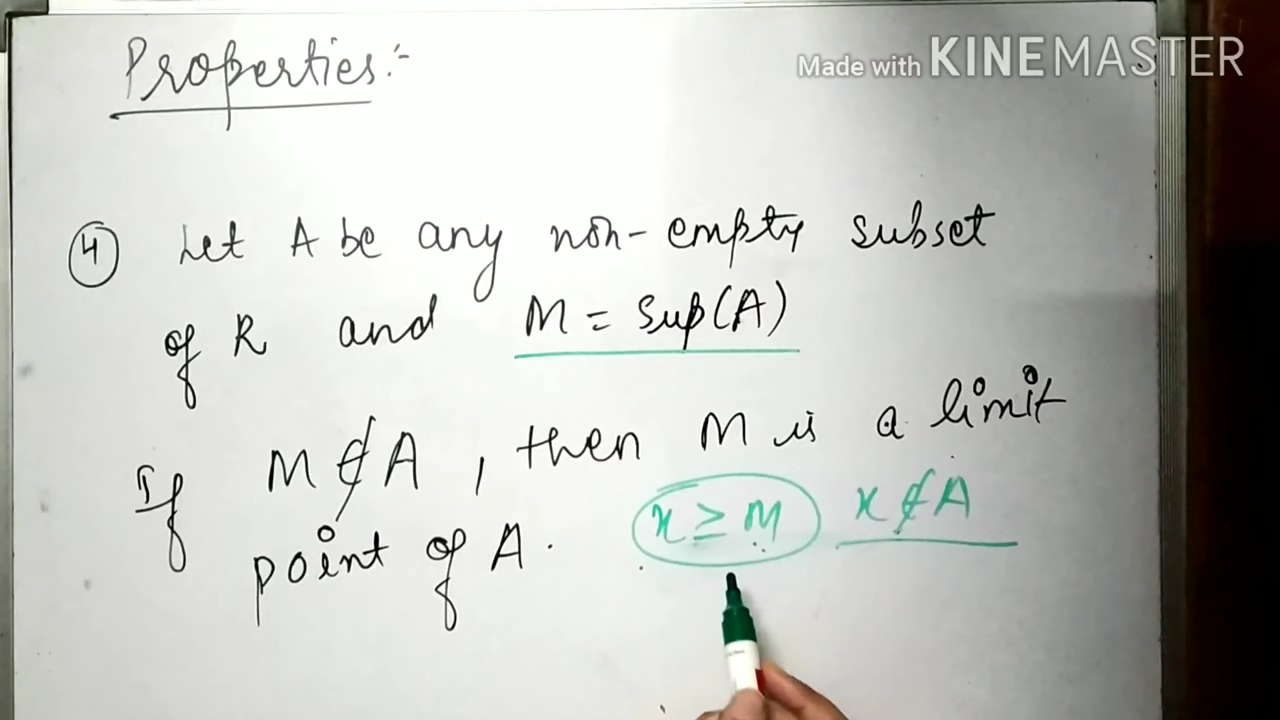 Properties:-
Made with KINEMASTER
④ Let A be any non-empty subset
of R and M = Sup(A)
If M ∉ A, then M is a limit
point of A.
x ≥ M x ∉ A